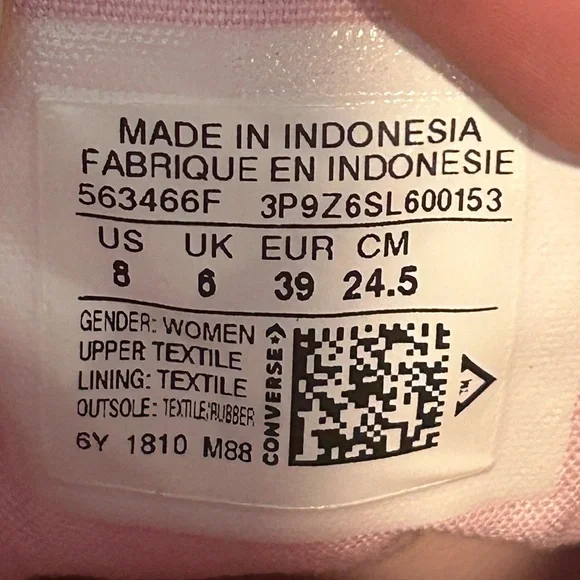 MADE IN INDONESIA
FABRIQUE EN INDONESIE
563466F 3P9Z6SL600153
US UK EUR CM
8 6 39 24.5
GENDER: WOMEN
UPPER TEXTILE
LINING: TEXTILE
OUTSOLE: TEXTILE/RUBBER
6Y 1810 M88
CONVERSE